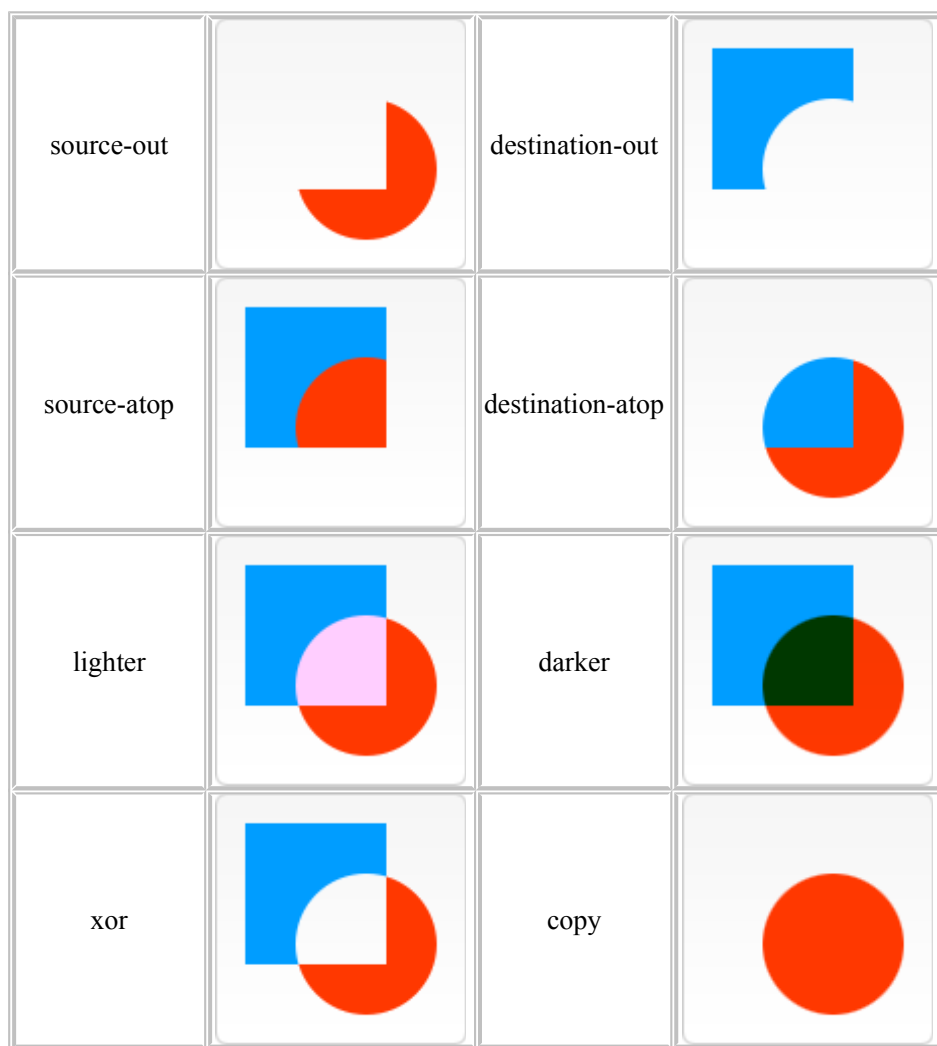 source-out
destination-out
source-atop
destination-atop
lighter
darker
xor
copy